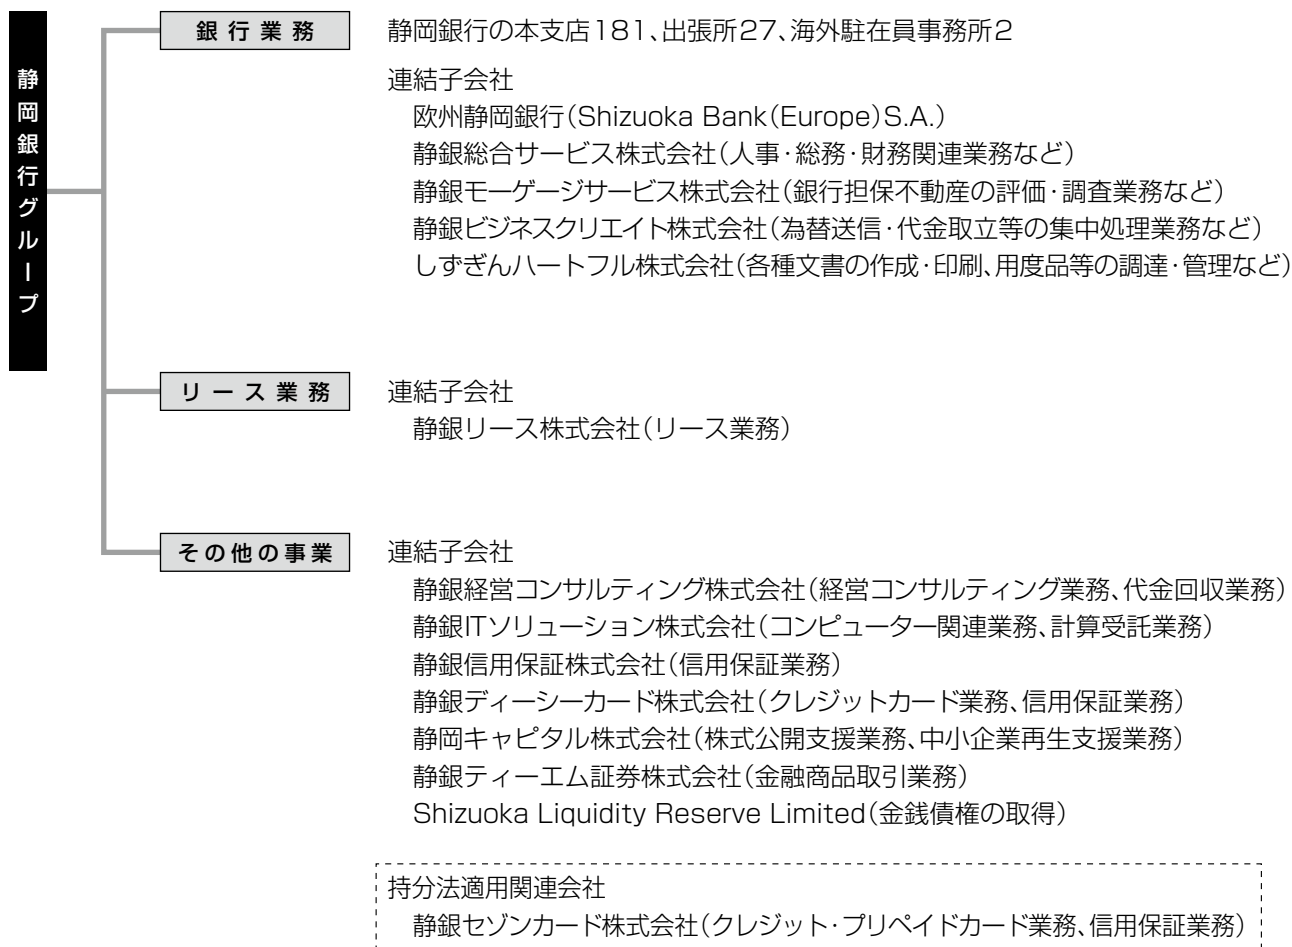 静岡銀行グループ
銀行業務
静岡銀行の本支店181、出張所27、海外駐在員事務所2
連結子会社
欧州静岡銀行(Shizuoka Bank(Europe)S.A.)
静銀総合サービス株式会社(人事・総務・財務関連業務など)
静銀モーゲージサービス株式会社(銀行担保不動産の評価・調査業務など)
静銀ビジネスクリエイト株式会社(為替送信・代金取立等の集中処理業務など)
しずぎんハートフル株式会社(各種文書の作成・印刷、用度品等の調達・管理など)
リース業務
連結子会社
静銀リース株式会社(リース業務)
その他の事業
連結子会社
静銀経営コンサルティング株式会社(経営コンサルティング業務、代金回収業務)
静銀ITソリューション株式会社(コンピューター関連業務、計算受託業務)
静銀信用保証株式会社(信用保証業務)
静銀ディーシーカード株式会社(クレジットカード業務、信用保証業務)
静岡キャピタル株式会社(株式公開支援業務、中小企業再生支援業務)
静銀ティーエム証券株式会社(金融商品取引業務)
Shizuoka Liquidity Reserve Limited(金銭債権の取得)
持分法適用関連会社
静銀セゾンカード株式会社(クレジット・プリペイドカード業務、信用保証業務)